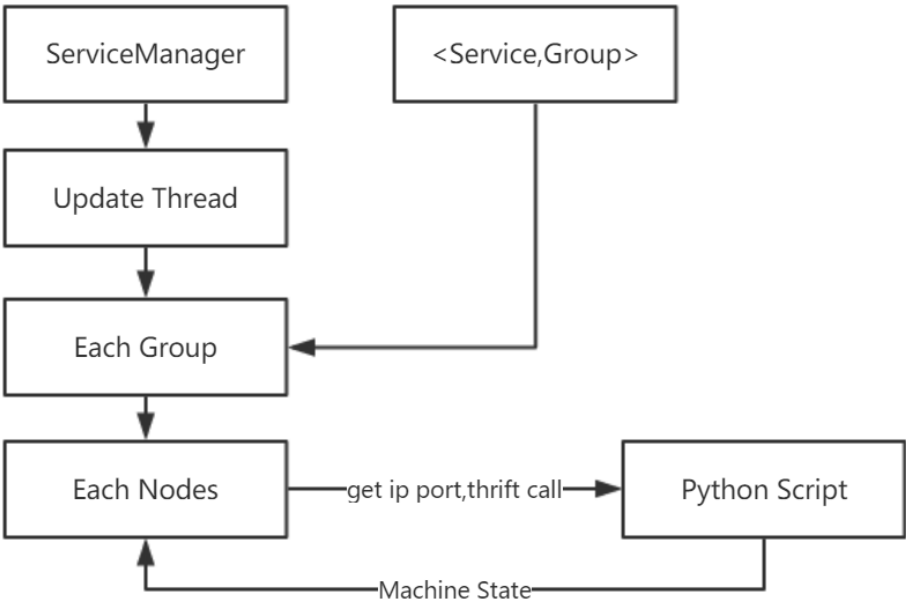 ServiceManager
<Service,Group>
Update Thread
Each Group
Each Nodes
get ip port,thrift call
Python Script
Machine State